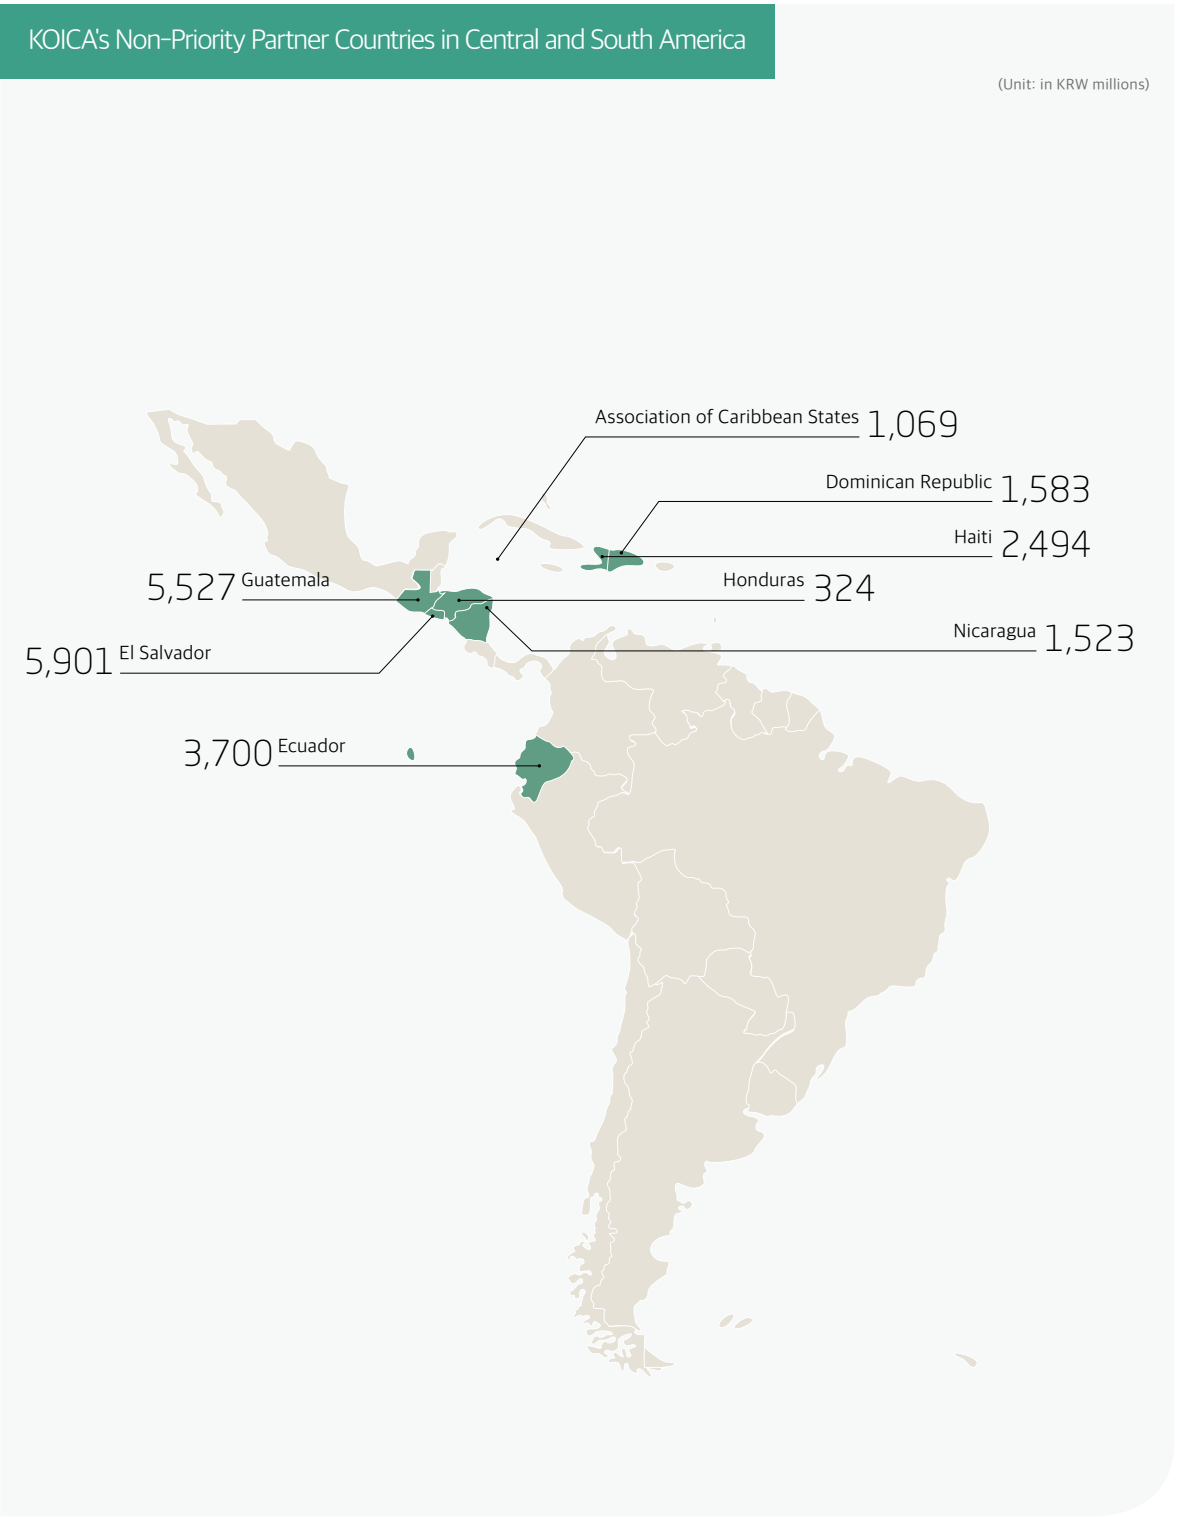 KOICA's Non-Priority Partner Countries in Central and South America
(Unit: in KRW millions)
Association of Caribbean States 1,069
Dominican Republic 1,583
Haiti 2,494
5,527 Guatemala
Honduras 324
Nicaragua 1,523
5,901 El Salvador
3,700 Ecuador